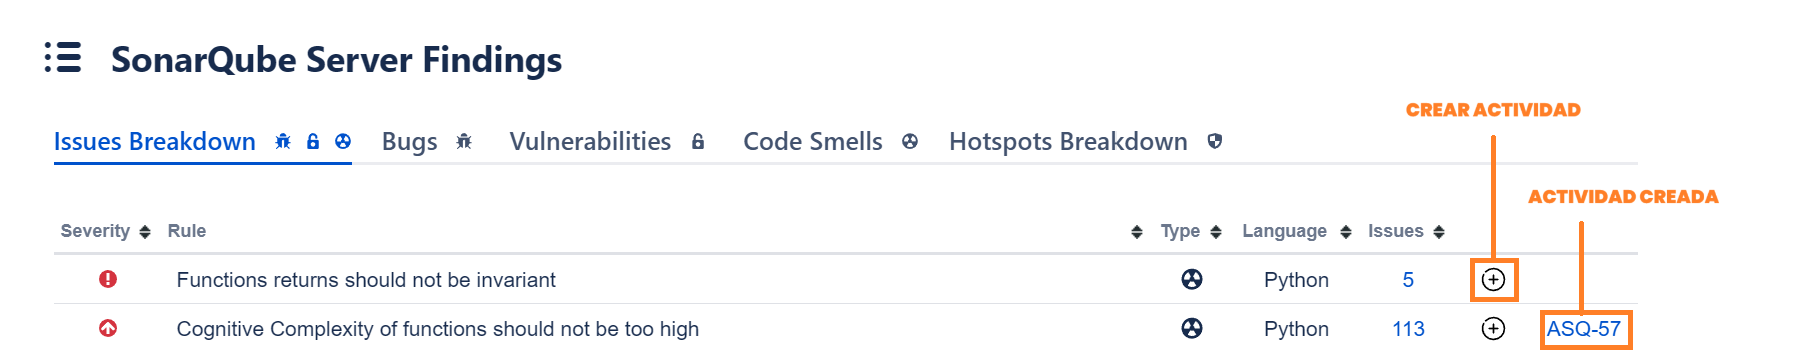 SonarQube Server Findings
CREAR ACTIVIDAD
Issues Breakdown Bugs Vulnerabilities Code Smells Hotspots Breakdown
ACTIVIDAD CREADA
Severity Rule Type Language Issues
Functions returns should not be invariant Python 5
Cognitive Complexity of functions should not be too high Python 113 ASQ-57